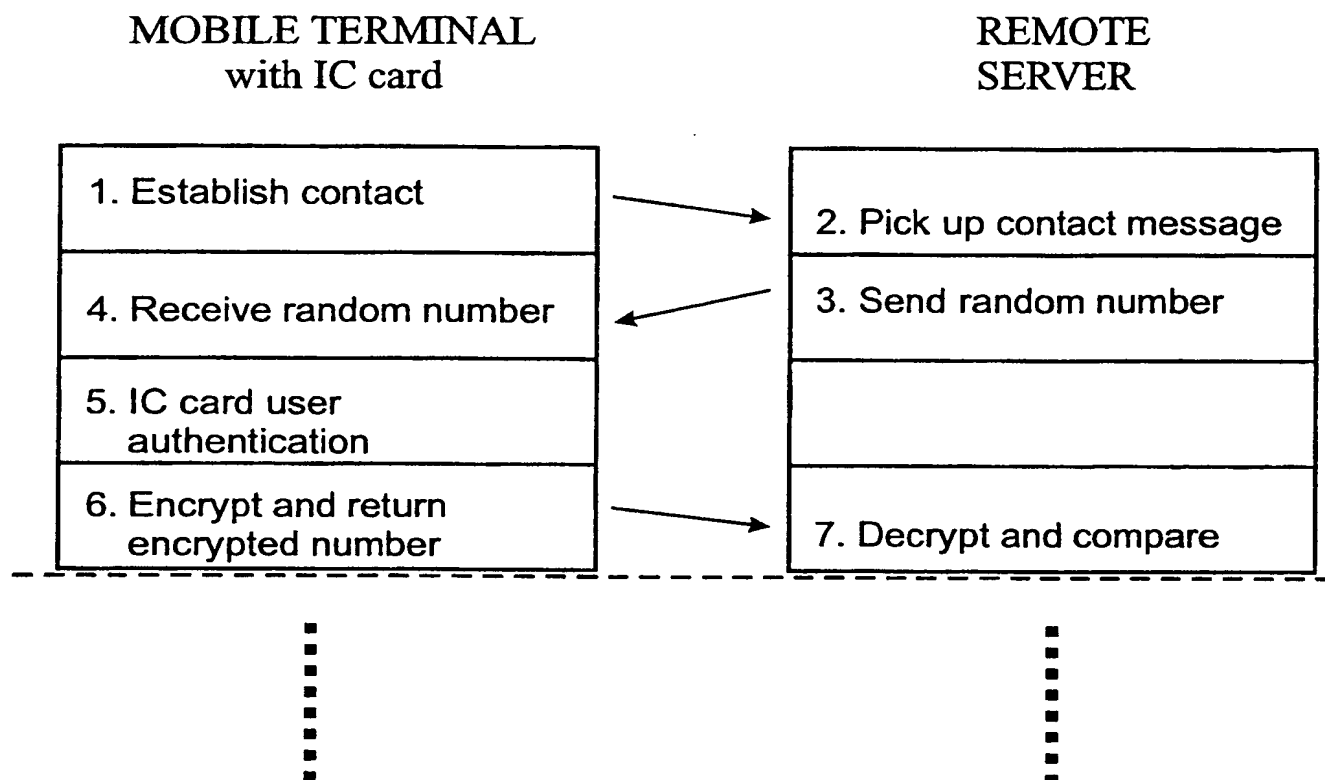 MOBILE TERMINAL
with IC card
REMOTE
SERVER
1. Establish contact
2. Pick up contact message
4. Receive random number
3. Send random number
5. IC card user
authentication
6. Encrypt and return
encrypted number
7. Decrypt and compare